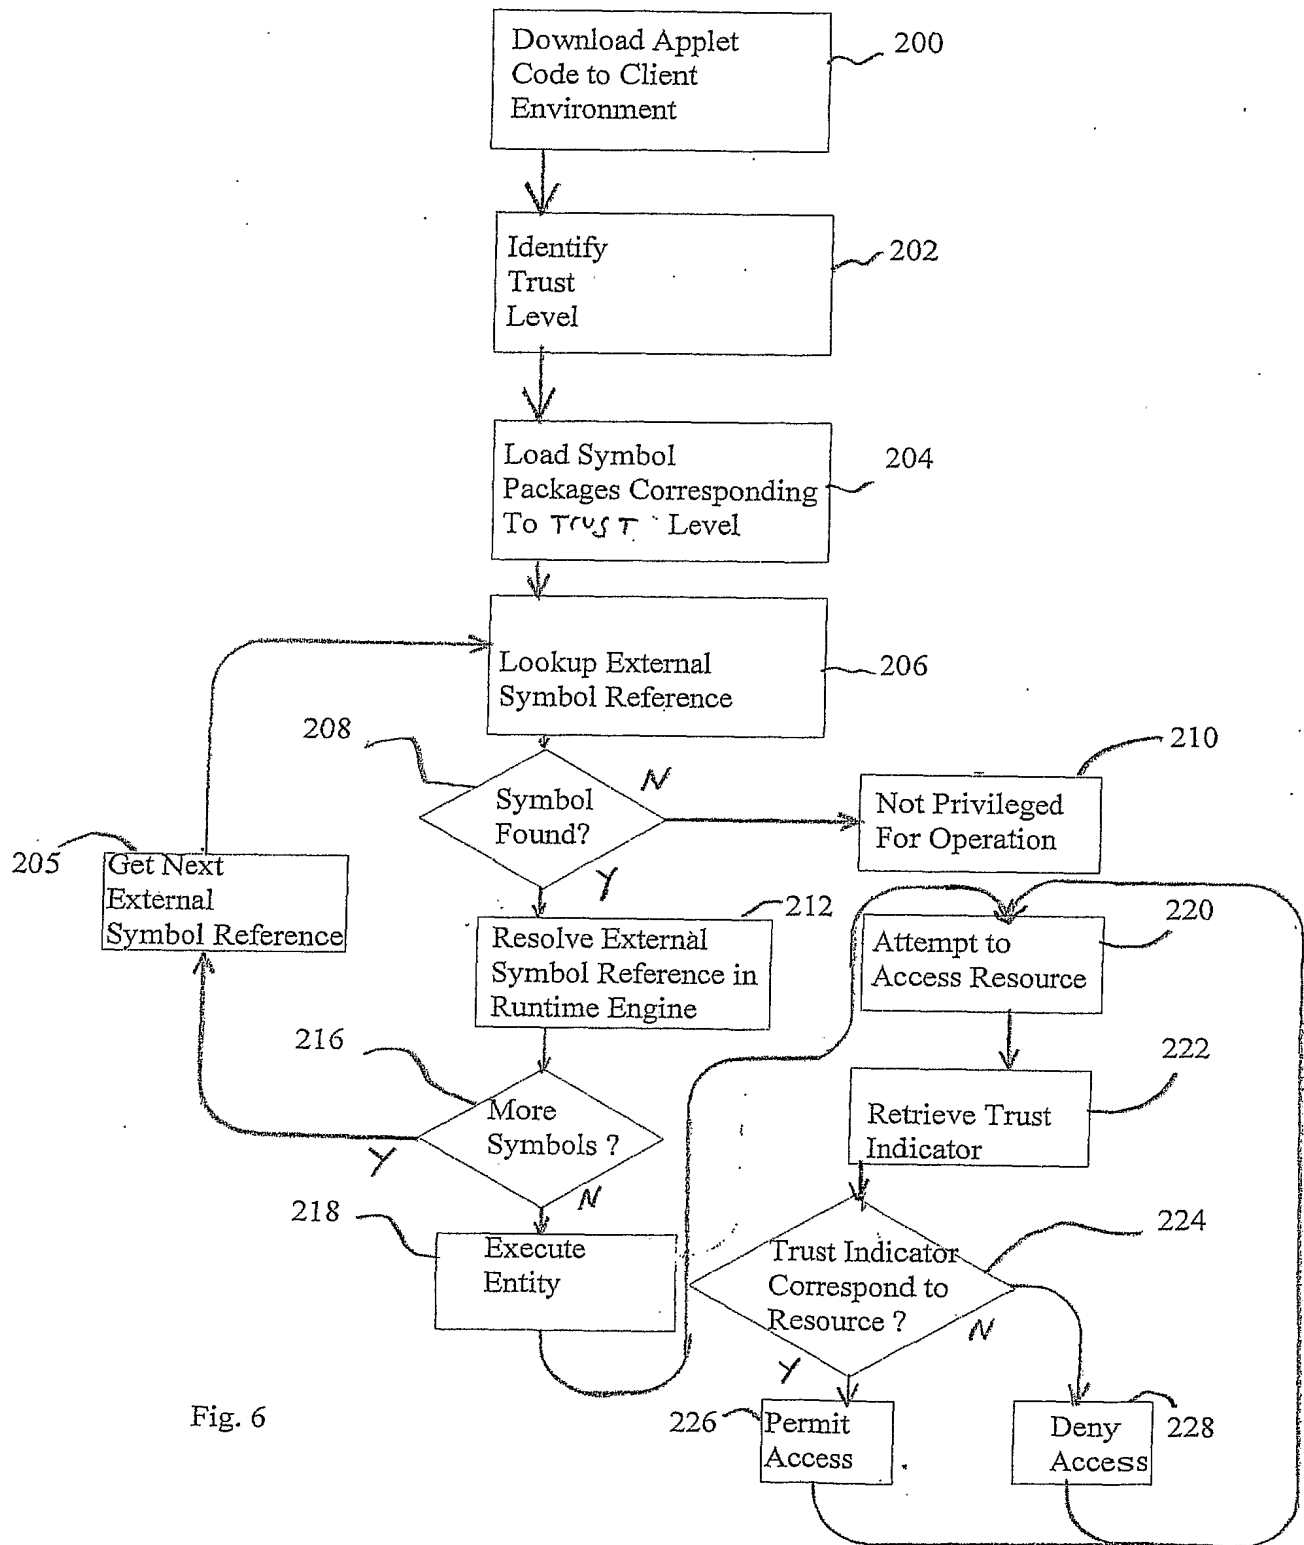 Download Applet
Code to Client
Environment
200
Identify
Trust
Level
202
Load Symbol
Packages Corresponding
To Trust Level
204
Lookup External
Symbol Reference
206
208
Symbol
Found?
N
Y
210
Not Privileged
For Operation
205
Get Next
External
Symbol Reference
212
Resolve External
Symbol Reference in
Runtime Engine
220
Attempt to
Access Resource
216
More
Symbols ?
Y
N
222
Retrieve Trust
Indicator
218
Execute
Entity
224
Trust Indicator
Correspond to
Resource ?
N
Y
226
Permit
Access
Deny
Access
228
Fig. 6